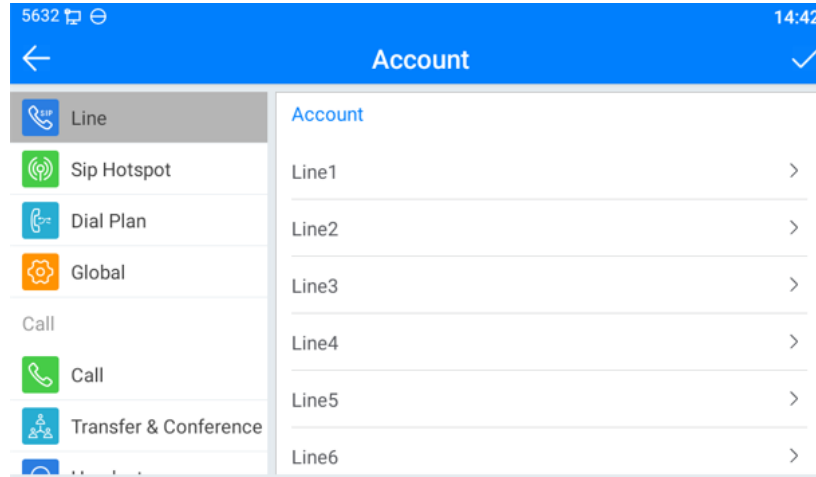 5632
14:42
Account
Line
Sip Hotspot
Dial Plan
Global
Call
Call
Transfer & Conference
Account
Line1
Line2
Line3
Line4
Line5
Line6